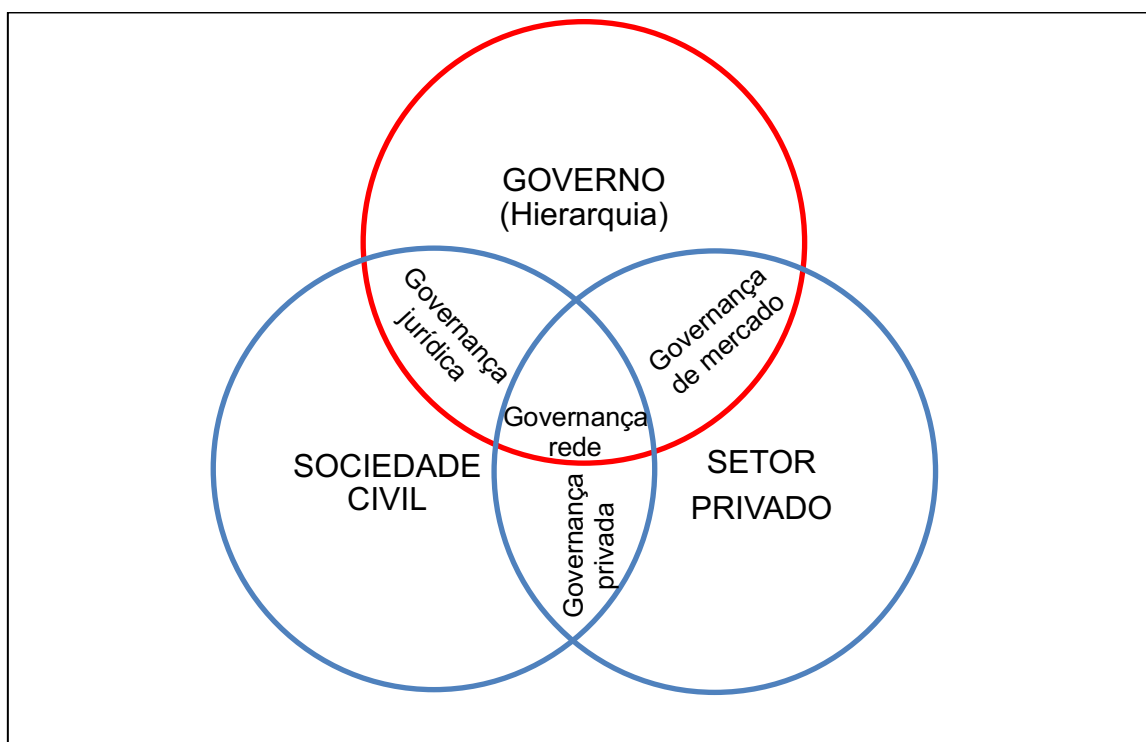 GOVERNO
(Hierarquia)
Governança
jurídica
Governança
de mercado
Governança
rede
SOCIEDADE
CIVIL
SETOR
PRIVADO
Governança
privada